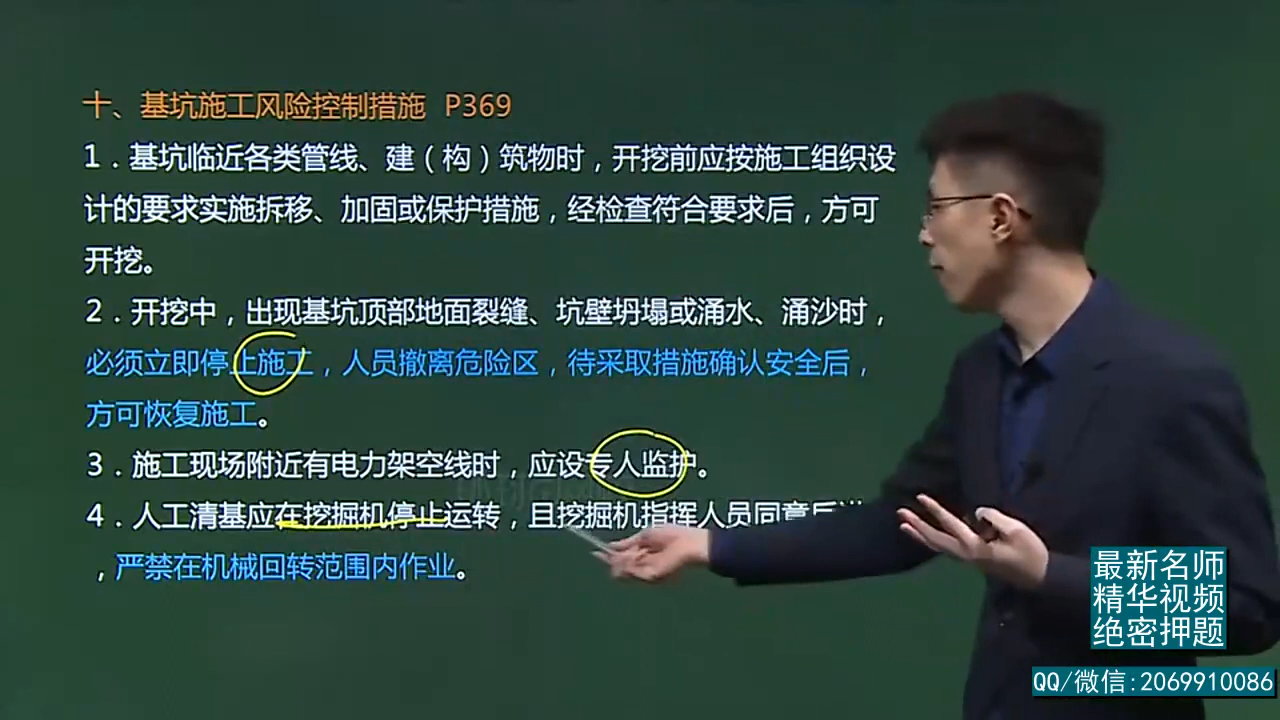 十、基坑施工风险控制措施 P369
1．基坑临近各类管线、建（构）筑物时，开挖前应按施工组织设
计的要求实施拆移、加固或保护措施，经检查符合要求后，方可
开挖。
2．开挖中，出现基坑顶部地面裂缝、坑壁坍塌或涌水、涌沙时，
必须立即停止施工，人员撤离危险区，待采取措施确认安全后，
方可恢复施工。
3．施工现场附近有电力架空线时，应设专人监护。
4．人工清基应在挖掘机停止运转，且挖掘机指挥人员同意后进
，严禁在机械回转范围内作业。
最新名师
精华视频
绝密押题
QQ/微信:2069910086